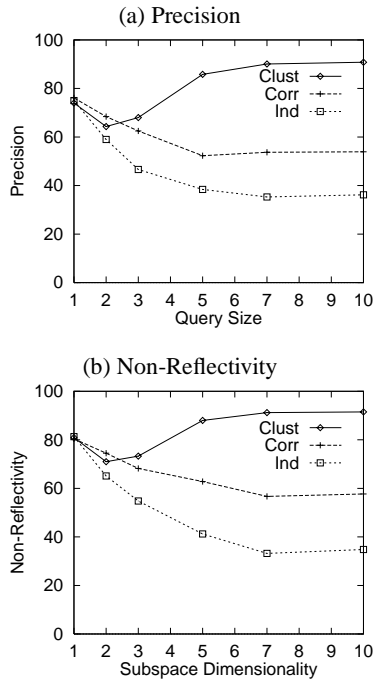 (a) Precision
100
80
60
40
20
0
Precision
Clust
Corr
Ind
1 2 3 4 5 6 7 8 9 10
Query Size
(b) Non-Reflectivity
100
80
60
40
20
0
Non-Reflectivity
Clust
Corr
Ind
1 2 3 4 5 6 7 8 9 10
Subspace Dimensionality